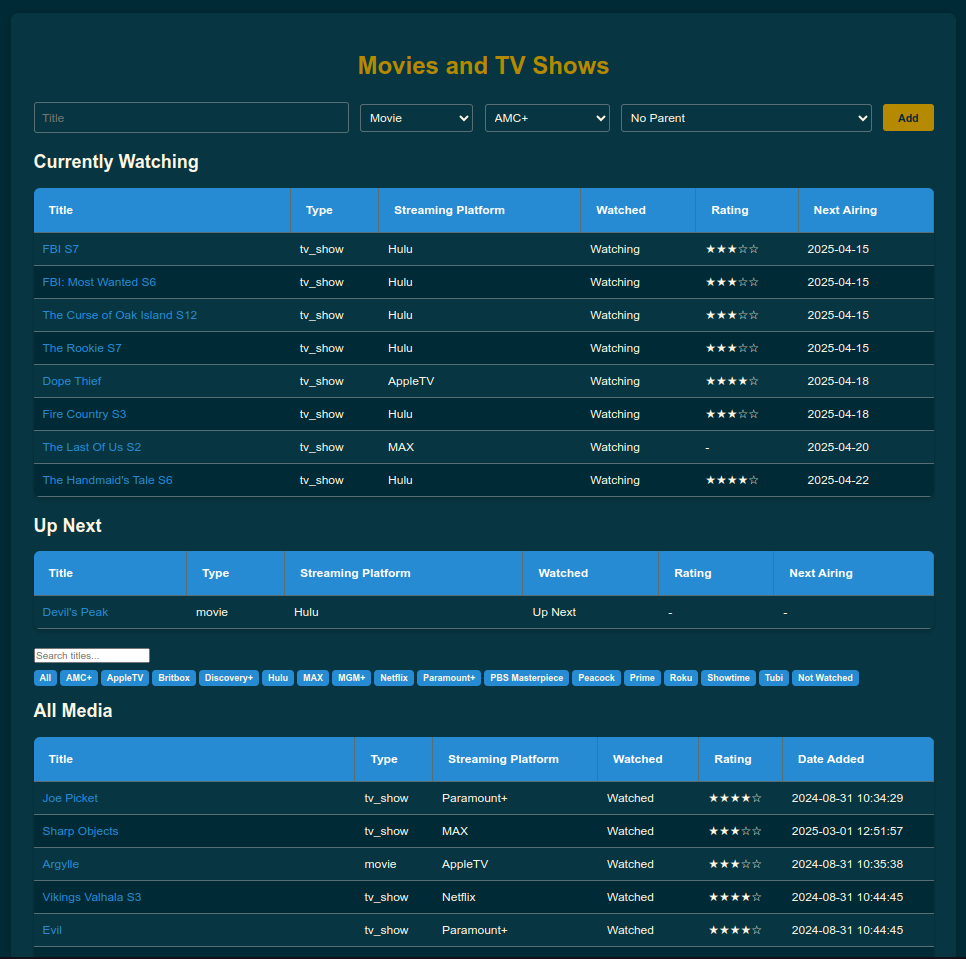 Movies and TV Shows
Title Movie AMC+ No Parent Add
Currently Watching
Title Type Streaming Platform Watched Rating Next Airing
FBI S7 tv_show Hulu Watching ★★★☆☆ 2025-04-15
FBI: Most Wanted S6 tv_show Hulu Watching ★★★☆☆ 2025-04-15
The Curse of Oak Island S12 tv_show Hulu Watching ★★★☆☆ 2025-04-15
The Rookie S7 tv_show Hulu Watching ★★★☆☆ 2025-04-15
Dope Thief tv_show AppleTV Watching ★★★★☆ 2025-04-18
Fire Country S3 tv_show Hulu Watching ★★★☆☆ 2025-04-18
The Last Of Us S2 tv_show MAX Watching - 2025-04-20
The Handmaid's Tale S6 tv_show Hulu Watching ★★★★☆ 2025-04-22
Up Next
Title Type Streaming Platform Watched Rating Next Airing
Devil's Peak movie Hulu Up Next - -
Search titles...
All AMC+ AppleTV Britbox Discovery+ Hulu MAX MGM+ Netflix Paramount+ PBS Masterpiece Peacock Prime Roku Showtime Tubi Not Watched
All Media
Title Type Streaming Platform Watched Rating Date Added
Joe Picket tv_show Paramount+ Watched ★★★★☆ 2024-08-31 10:34:29
Sharp Objects tv_show MAX Watched ★★★☆☆ 2025-03-01 12:51:57
Argylle movie AppleTV Watched ★★★☆☆ 2024-08-31 10:35:38
Vikings Valhala S3 tv_show Netflix Watched ★★★★☆ 2024-08-31 10:44:45
Evil tv_show Paramount+ Watched ★★★★☆ 2024-08-31 10:44:45